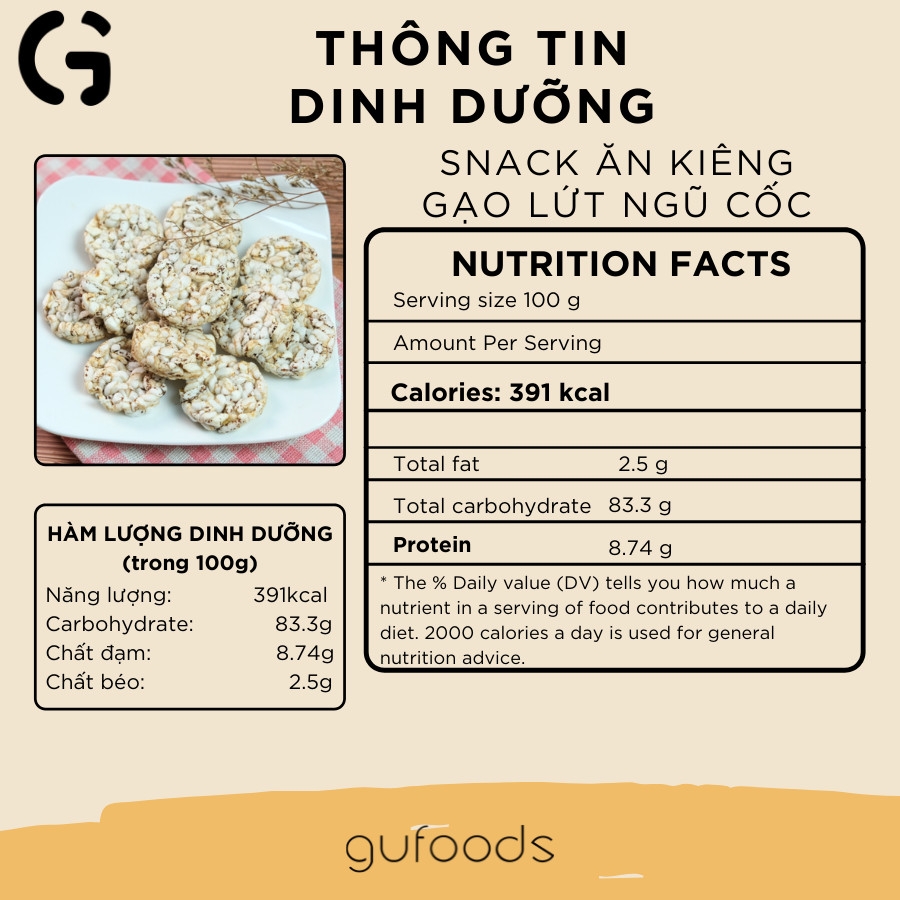 THÔNG TIN
DINH DƯỠNG
SNACK ĂN KIÊNG
GẠO LỨT NGŨ CỐC
NUTRITION FACTS
Serving size 100 g
Amount Per Serving
Calories: 391 kcal
Total fat 2.5 g
Total carbohydrate 83.3 g
Protein 8.74 g
* The % Daily value (DV) tells you how much a
nutrient in a serving of food contributes to a daily
diet. 2000 calories a day is used for general
nutrition advice.
HÀM LƯỢNG DINH DƯỠNG
(trong 100g)
Năng lượng: 391kcal
Carbohydrate: 83.3g
Chất đạm: 8.74g
Chất béo: 2.5g
gufoods